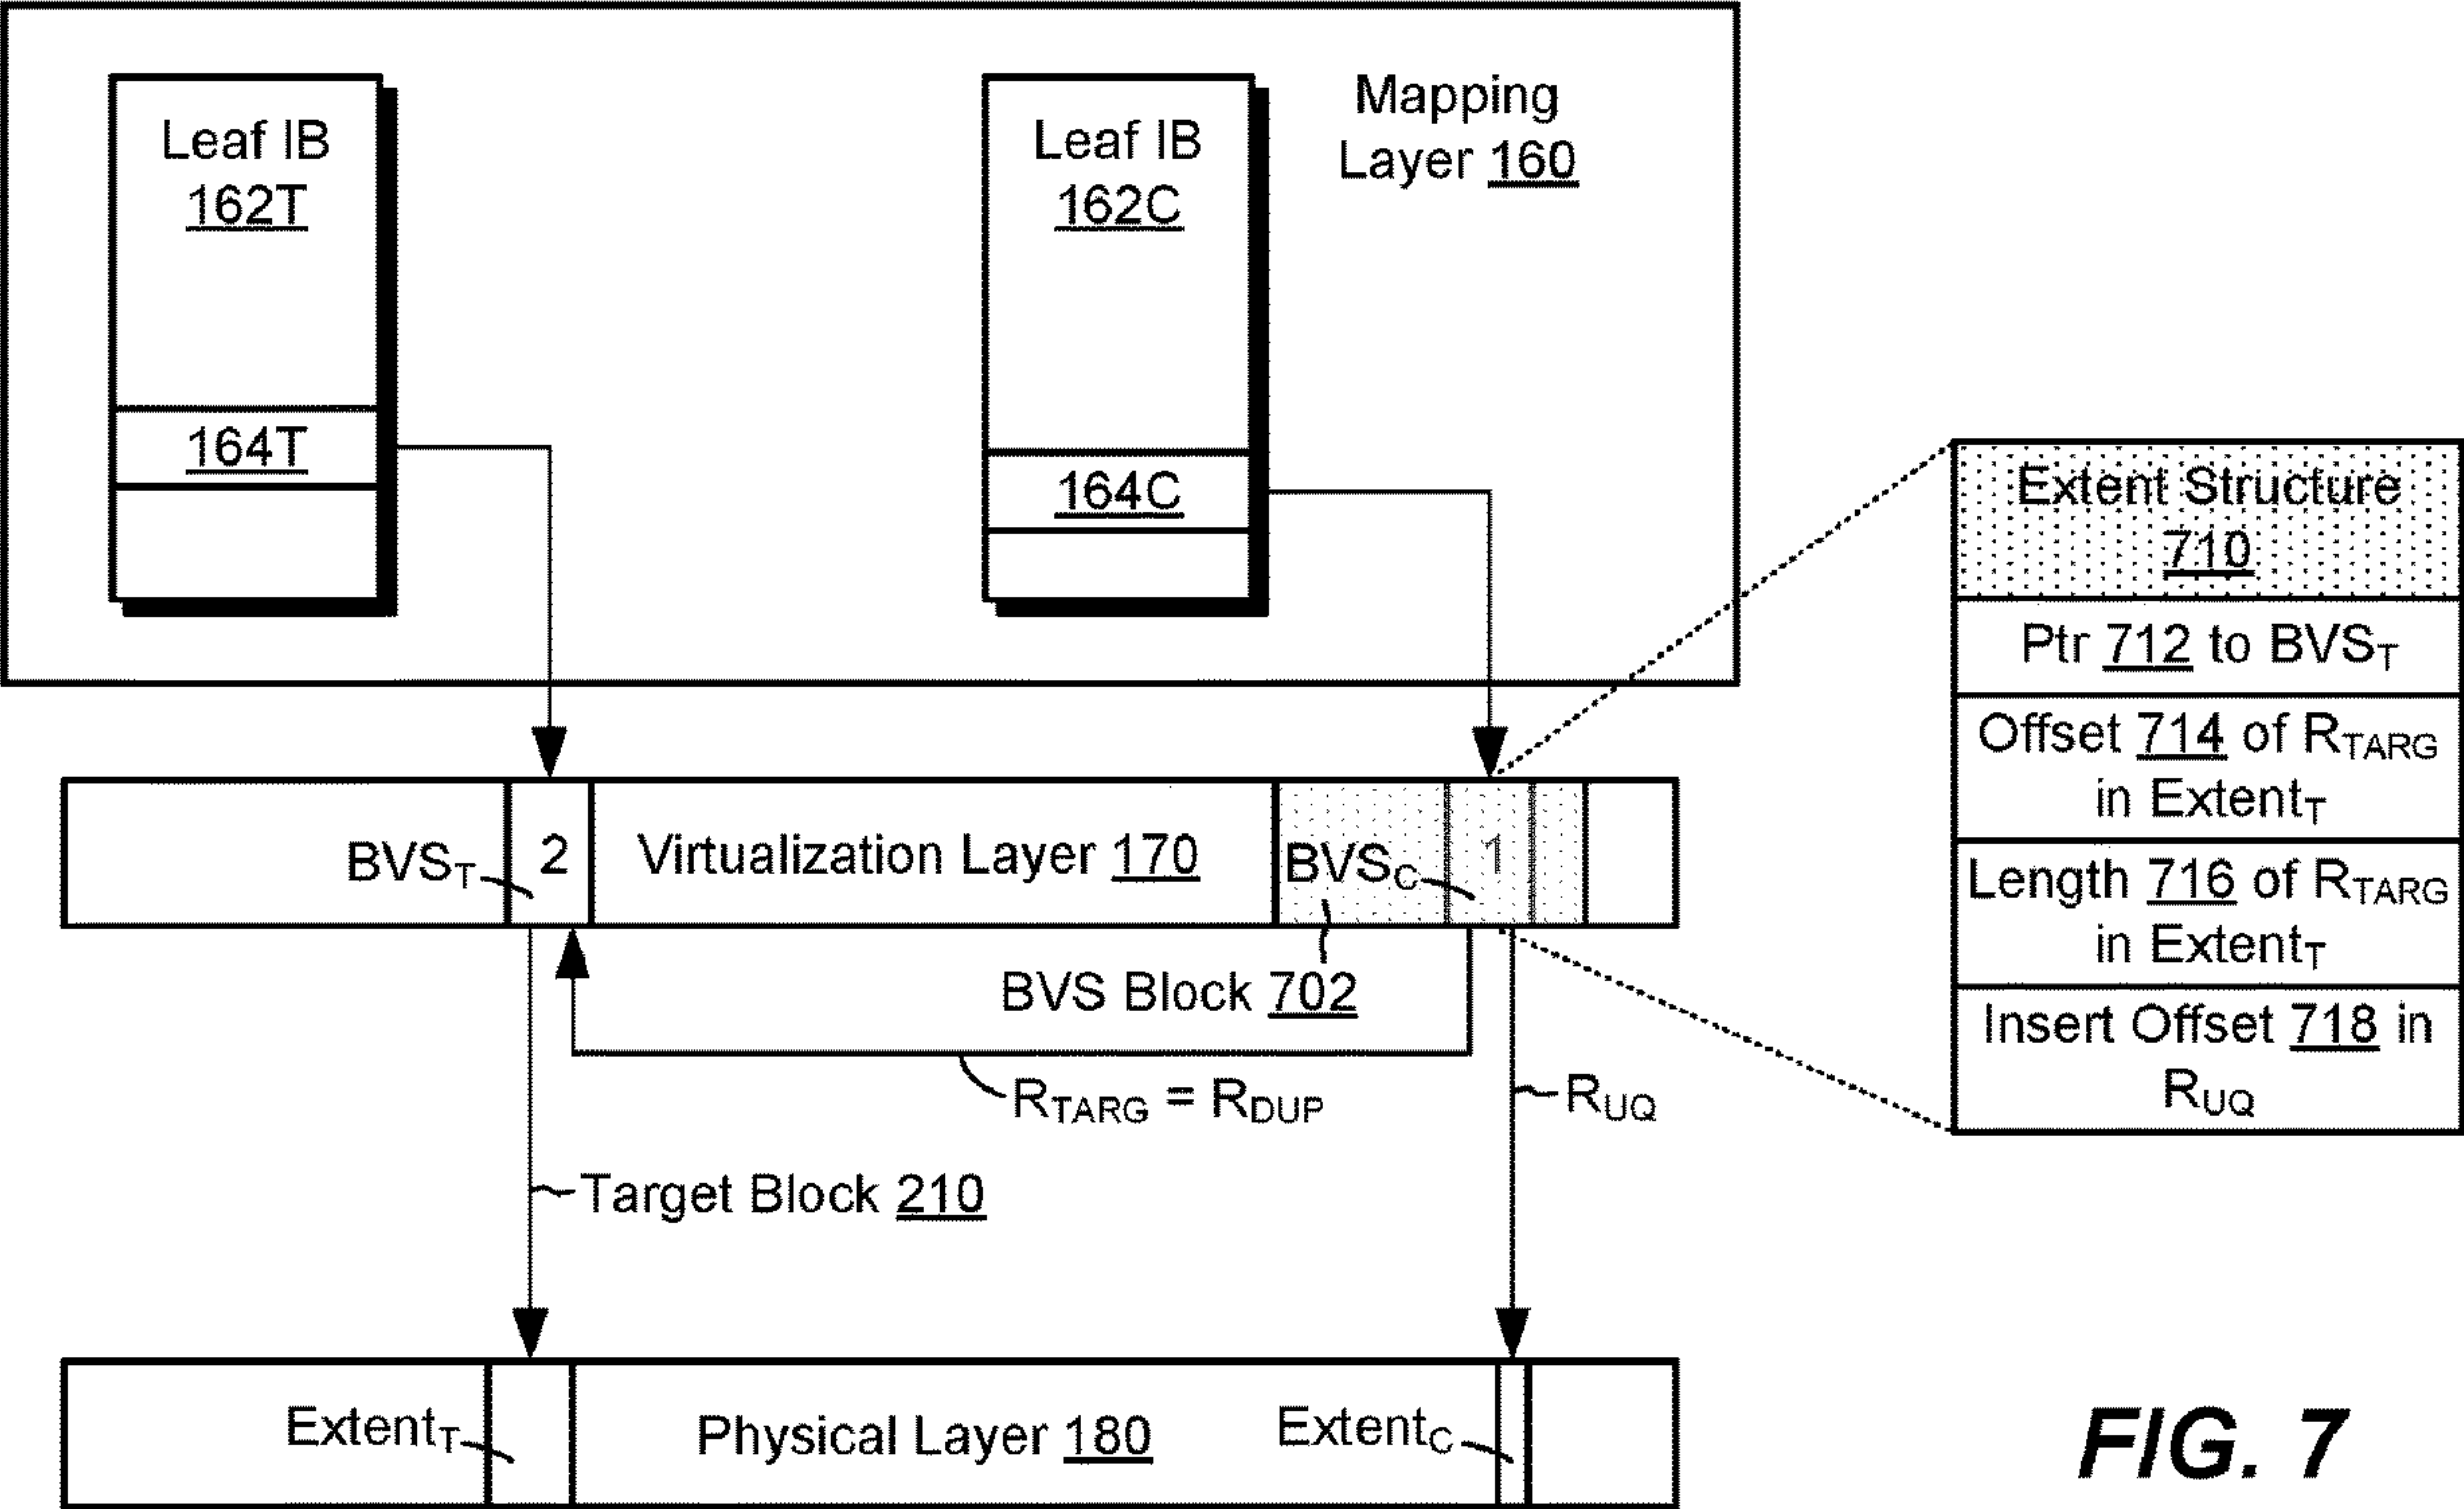 Leaf IB
162T
164T
Leaf IB
162C
164C
Mapping
Layer 160
Extent Structure
710
Ptr 712 to BVST
Offset 714 of RTARG
in ExtentT
Length 716 of RTARG
in ExtentT
Insert Offset 718 in
RUQ
BVST
2
Virtualization Layer 170
BVSC
1
BVS Block 702
RTARG = RDUP
RUQ
Target Block 210
ExtentT
Physical Layer 180
ExtentC
FIG. 7